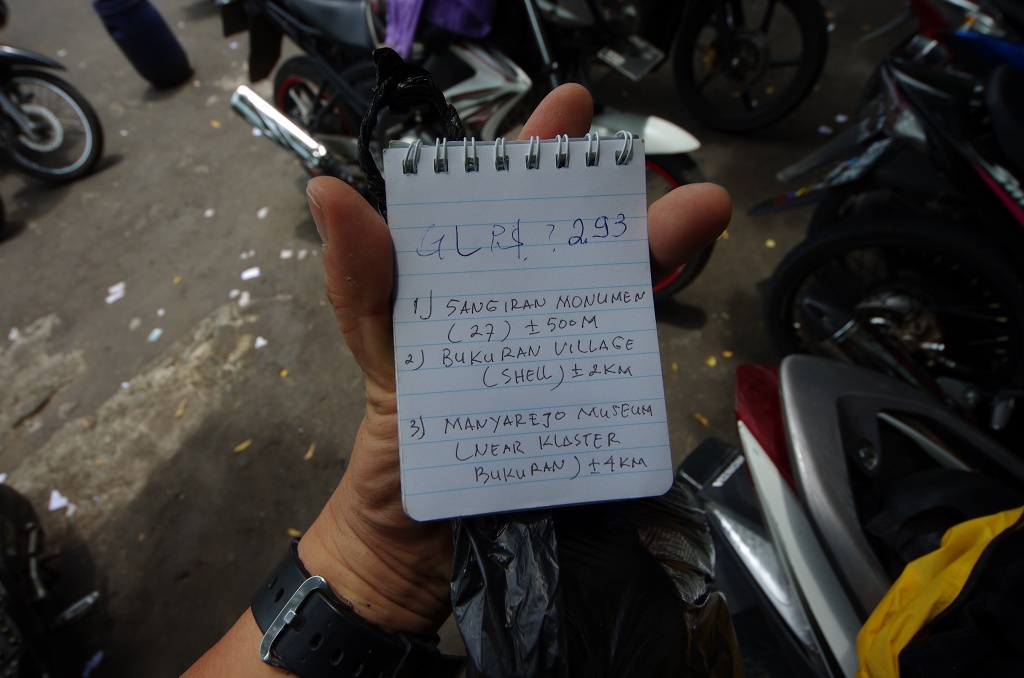 GLR$ ? 293
1) SANGIRAN MONUMEN
(27) ± 500M
2) BUKURAN VILLAGE
(SHELL) ± 2KM
3) MANYAREJO MUSEUM
(NEAR KLASTER
BUKURAN) ± 4KM